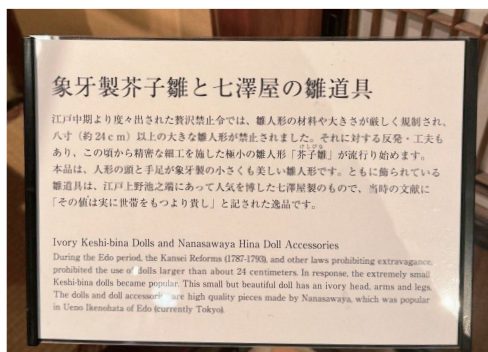 象牙製芥子雛と七澤屋の雛道具
江戸中期より度々出された贅沢禁止令では、雛人形の材料や大きさが厳しく規制され、
八寸（約24cm）以上の大きな雛人形が禁止されました。それに対する反発・工夫も
あり、この頃から精密な細工を施した極小の雛人形「芥子雛」が流行り始めます。
けしびな
本品は、人形の頭と手足が象牙製の小さくも美しい雛人形です。ともに飾られている
雛道具は、江戸上野池之端にあって人気を博した七澤屋製のもので、当時の文献に
「その値は実に世帯をもつより貴し」と記された逸品です。
Ivory Keshi-bina Dolls and Nanasawaya Hina Doll Accessories
During the Edo period, the Kansei Reforms (1787-1793), and other laws prohibiting extravagance,
prohibited the use of dolls larger than about 24 centimeters. In response, the extremely small
Keshi-bina dolls became popular. This small but beautiful doll has an ivory head, arms and legs.
The dolls and doll accessories are high quality pieces made by Nanasawaya, which was popular
in Ueno Ikenohata of Edo (currently Tokyo).